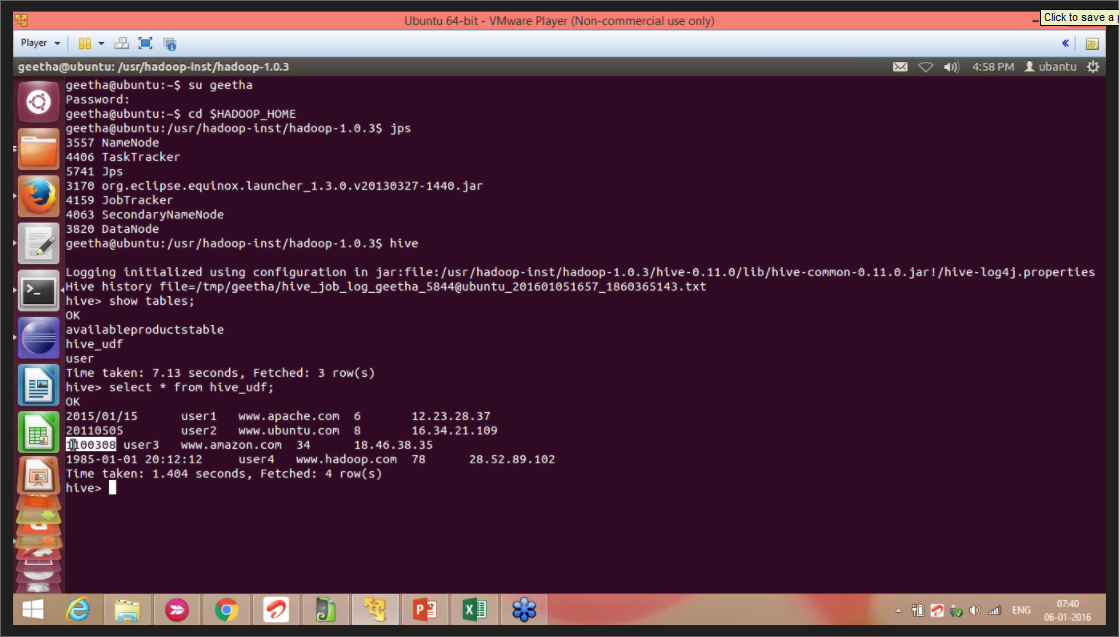 Ubuntu 64-bit - VMware Player (Non-commercial use only)
Click to save a
Player
geetha@ubuntu: /usr/hadoop-inst/hadoop-1.0.3
4:58 PM
ubantu
geetha@ubuntu:~$ su geetha
Password:
geetha@ubuntu:~$ cd $HADOOP_HOME
geetha@ubuntu:/usr/hadoop-inst/hadoop-1.0.3$ jps
3557 NameNode
4406 TaskTracker
5741 Jps
3170 org.eclipse.equinox.launcher_1.3.0.v20130327-1440.jar
4159 JobTracker
4063 SecondaryNameNode
3820 DataNode
geetha@ubuntu:/usr/hadoop-inst/hadoop-1.0.3$ hive
Logging initialized using configuration in jar:file:/usr/hadoop-inst/hadoop-1.0.3/hive-0.11.0/lib/hive-common-0.11.0.jar!/hive-log4j.properties
Hive history file=/tmp/geetha/hive_job_log_geetha_5844@ubuntu_201601051657_1860365143.txt
hive> show tables;
OK
availableproductstable
hive_udf
user
Time taken: 7.13 seconds, Fetched: 3 row(s)
hive> select * from hive_udf;
OK
2015/01/15 user1 www.apache.com 6 12.23.28.37
20110505 user2 www.ubuntu.com 8 16.34.21.109
user3 www.amazon.com 34 18.46.38.35
1985-01-01 20:12:12 user4 www.hadoop.com 78 28.52.89.102
Time taken: 1.404 seconds, Fetched: 4 row(s)
hive>
ENG
07:40
06-01-2016